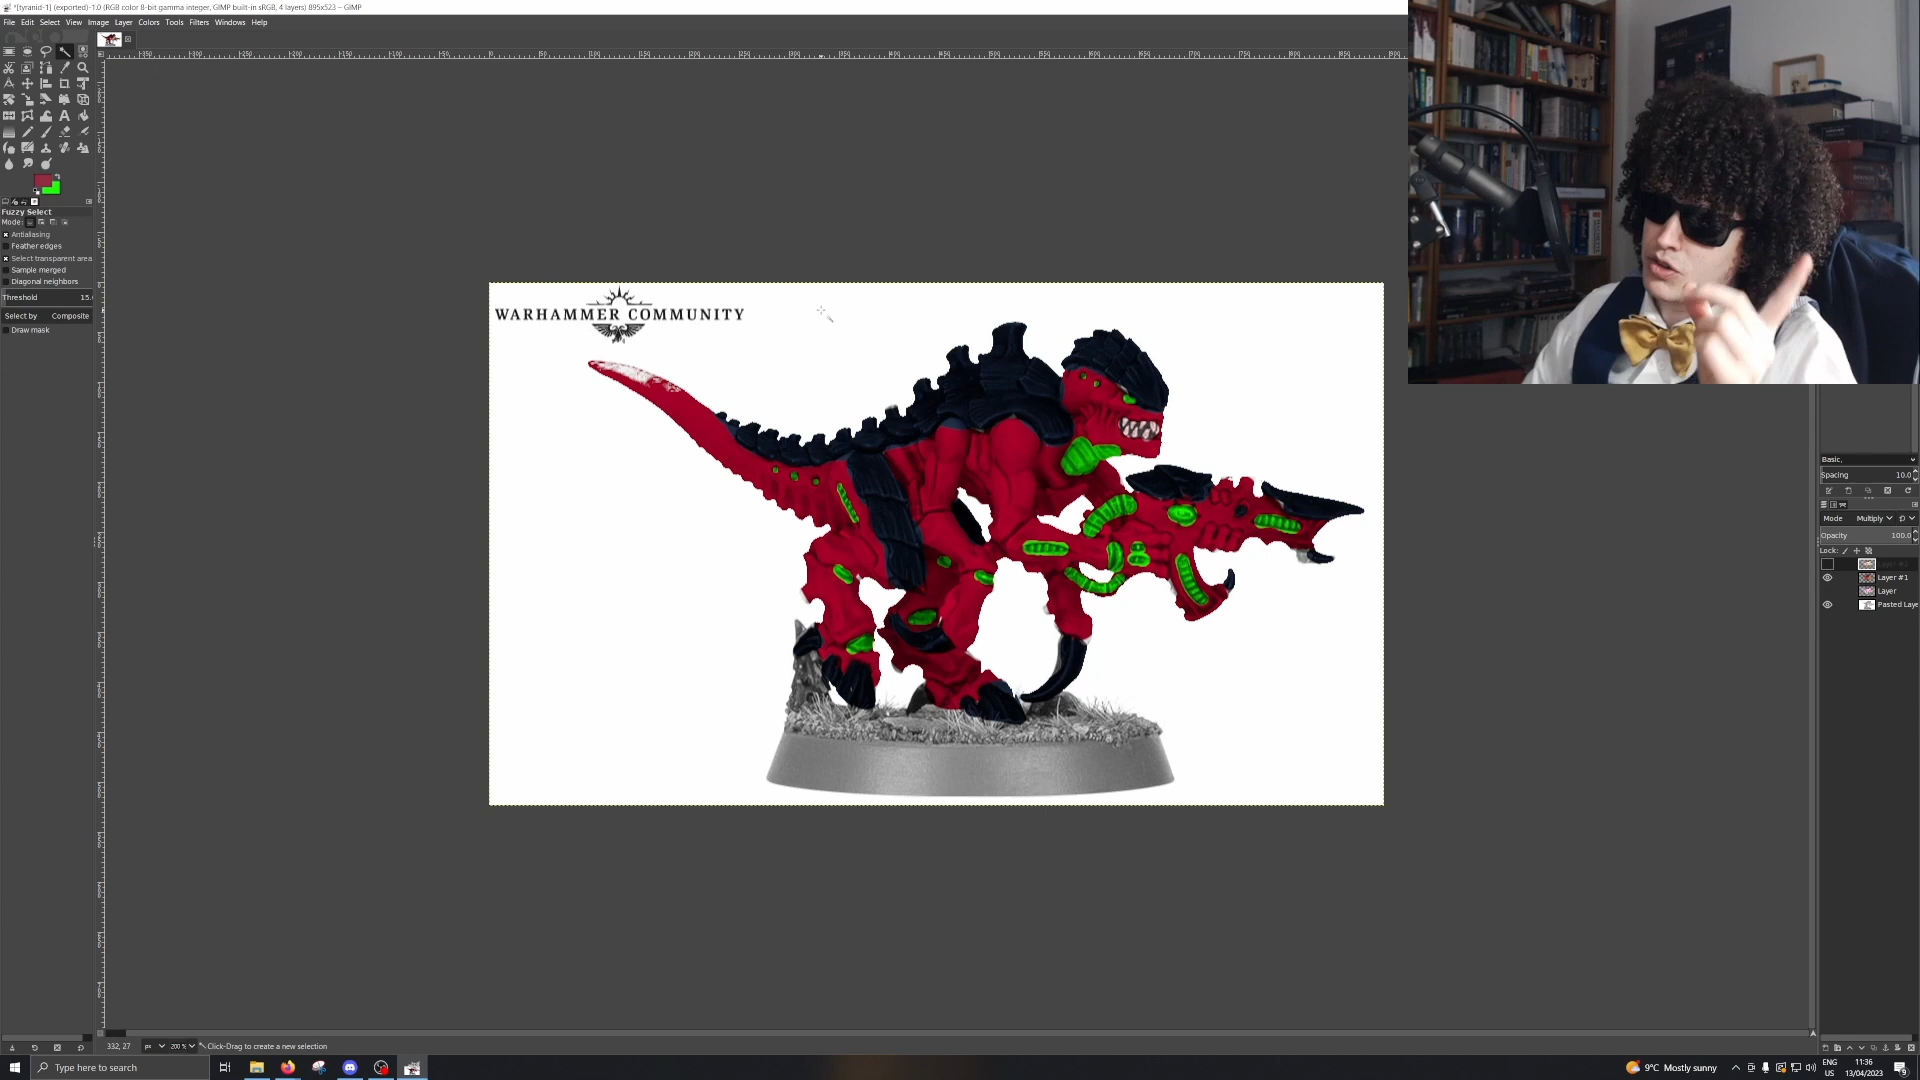 *[tyranid-1] (exported)-1.0 (RGB color 8-bit gamma integer, GIMP built-in sRGB, 4 layers) 895x523 – GIMP
File Edit Select View Image Layer Colors Tools Filters Windows Help
Fuzzy Select
Mode:
Antialiasing
Feather edges
Select transparent area
Sample merged
Diagonal neighbors
Threshold 15.
Select by Composite
Draw mask
WARHAMMER COMMUNITY
Basic,
Spacing 10.0
Mode Multiply
Opacity 100.0
Lock:
Layer #1
Layer
Pasted Laye
332, 27 px 200 % Click-Drag to create a new selection
Type here to search
9°C Mostly sunny
ENG
US
11:36
13/04/2023